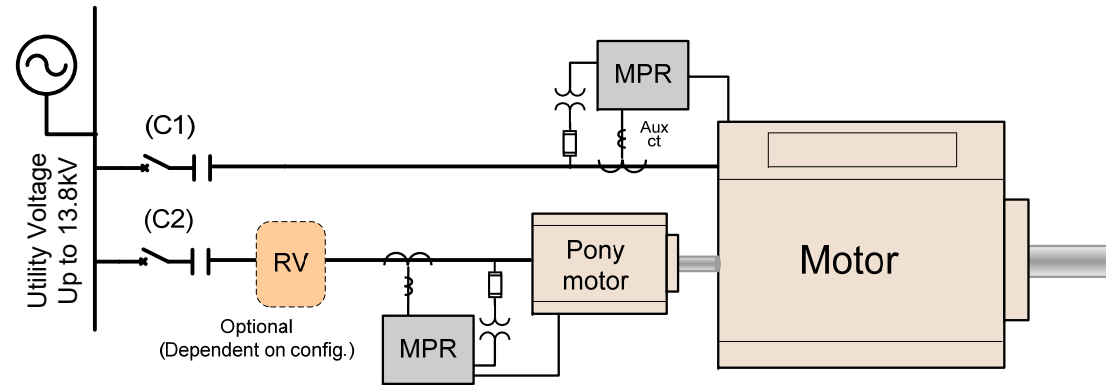 MPR
(C1)
Aux
ct
Utility Voltage
Up to 13.8kV
(C2)
RV
Pony
motor
Motor
Optional
(Dependent on config.)
MPR